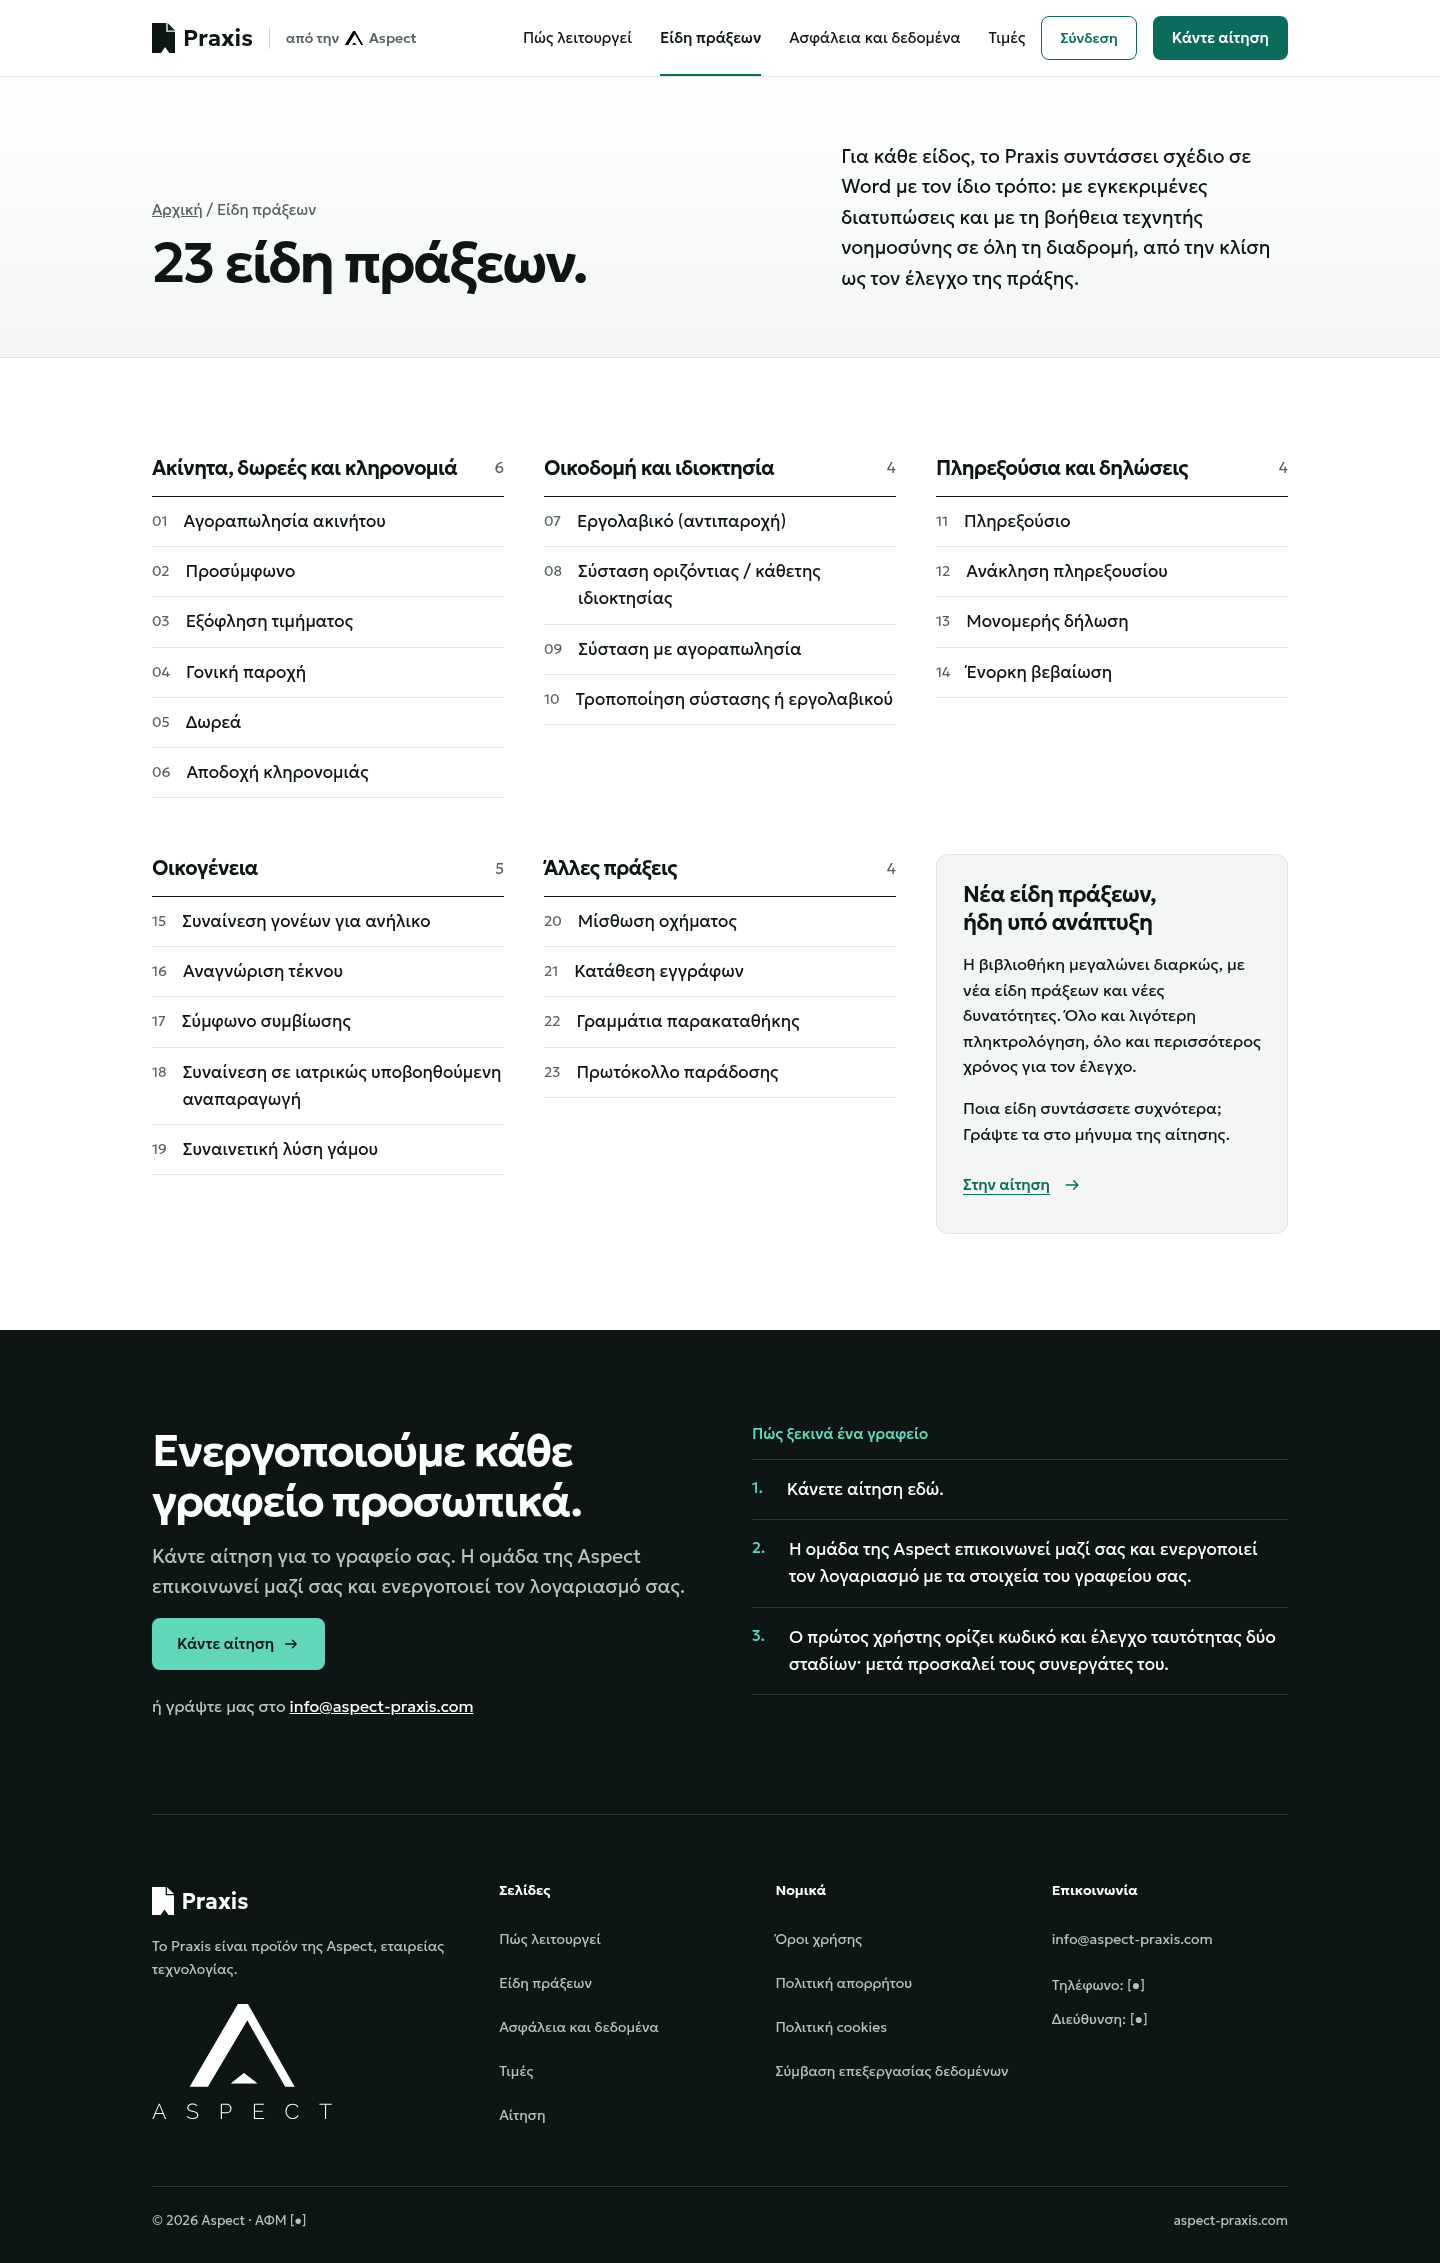 Praxis
από την Aspect
Πώς λειτουργεί
Είδη πράξεων
Ασφάλεια και δεδομένα
Τιμές
Σύνδεση
Κάντε αίτηση
Αρχική / Είδη πράξεων
23 είδη πράξεων.
Για κάθε είδος, το Praxis συντάσσει σχέδιο σε
Word με τον ίδιο τρόπο: με εγκεκριμένες
διατυπώσεις και με τη βοήθεια τεχνητής
νοημοσύνης σε όλη τη διαδρομή, από την κλίση
ως τον έλεγχο της πράξης.
Ακίνητα, δωρεές και κληρονομιά 6
01 Αγοραπωλησία ακινήτου
02 Προσύμφωνο
03 Εξόφληση τιμήματος
04 Γονική παροχή
05 Δωρεά
06 Αποδοχή κληρονομιάς
Οικοδομή και ιδιοκτησία 4
07 Εργολαβικό (αντιπαροχή)
08 Σύσταση οριζόντιας / κάθετης
ιδιοκτησίας
09 Σύσταση με αγοραπωλησία
10 Τροποποίηση σύστασης ή εργολαβικού
Πληρεξούσια και δηλώσεις 4
11 Πληρεξούσιο
12 Ανάκληση πληρεξουσίου
13 Μονομερής δήλωση
14 Ένορκη βεβαίωση
Οικογένεια 5
15 Συναίνεση γονέων για ανήλικο
16 Αναγνώριση τέκνου
17 Σύμφωνο συμβίωσης
18 Συναίνεση σε ιατρικώς υποβοηθούμενη
αναπαραγωγή
19 Συναινετική λύση γάμου
Άλλες πράξεις 4
20 Μίσθωση οχήματος
21 Κατάθεση εγγράφων
22 Γραμμάτια παρακαταθήκης
23 Πρωτόκολλο παράδοσης
Νέα είδη πράξεων,
ήδη υπό ανάπτυξη
Η βιβλιοθήκη μεγαλώνει διαρκώς, με
νέα είδη πράξεων και νέες
δυνατότητες. Όλο και λιγότερη
πληκτρολόγηση, όλο και περισσότερος
χρόνος για τον έλεγχο.
Ποια είδη συντάσσετε συχνότερα;
Γράψτε τα στο μήνυμα της αίτησης.
Στην αίτηση →
Ενεργοποιούμε κάθε
γραφείο προσωπικά.
Κάντε αίτηση για το γραφείο σας. Η ομάδα της Aspect
επικοινωνεί μαζί σας και ενεργοποιεί τον λογαριασμό σας.
Κάντε αίτηση →
ή γράψτε μας στο info@aspect-praxis.com
Πώς ξεκινά ένα γραφείο
1. Κάνετε αίτηση εδώ.
2. Η ομάδα της Aspect επικοινωνεί μαζί σας και ενεργοποιεί
τον λογαριασμό με τα στοιχεία του γραφείου σας.
3. Ο πρώτος χρήστης ορίζει κωδικό και έλεγχο ταυτότητας δύο
σταδίων· μετά προσκαλεί τους συνεργάτες του.
Praxis
Το Praxis είναι προϊόν της Aspect, εταιρείας
τεχνολογίας.
ASPECT
Σελίδες
Πώς λειτουργεί
Είδη πράξεων
Ασφάλεια και δεδομένα
Τιμές
Αίτηση
Νομικά
Όροι χρήσης
Πολιτική απορρήτου
Πολιτική cookies
Σύμβαση επεξεργασίας δεδομένων
Επικοινωνία
info@aspect-praxis.com
Τηλέφωνο: [●]
Διεύθυνση: [●]
© 2026 Aspect · ΑΦΜ [●]
aspect-praxis.com